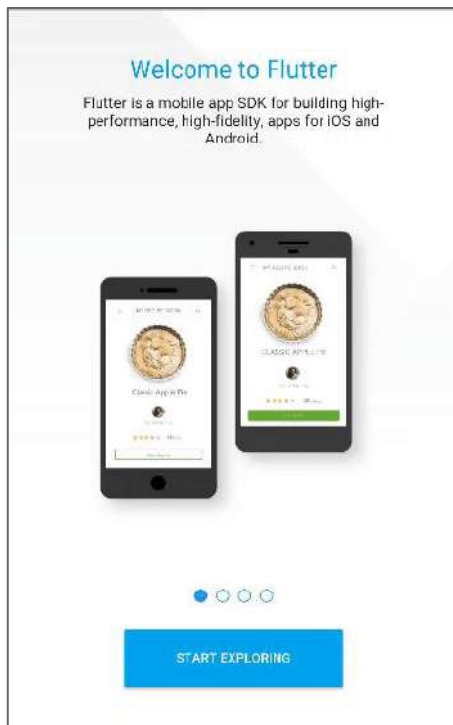 Welcome to Flutter
Flutter is a mobile app SDK for building high-
performance, high-fidelity, apps for iOS and
Android.
Classic Apple Pie
CLASSIC APPLE PIE
START EXPLORING